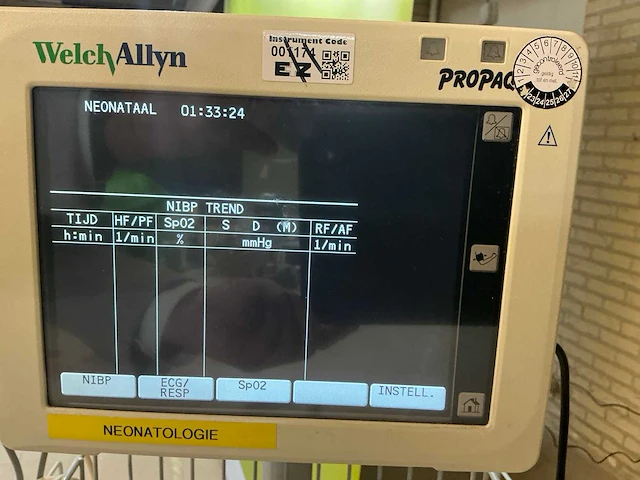 WelchAllyn
Instrument Code
EZ
PROPAQ
NEONATAAL 01:33:24
NIBP TREND
TIJD HF/PF SpO2 S D (M) RF/AF
h:min 1/min % mmHg 1/min
NIBP ECG/ SpO2 INSTELL.
RESP
NEONATOLOGIE